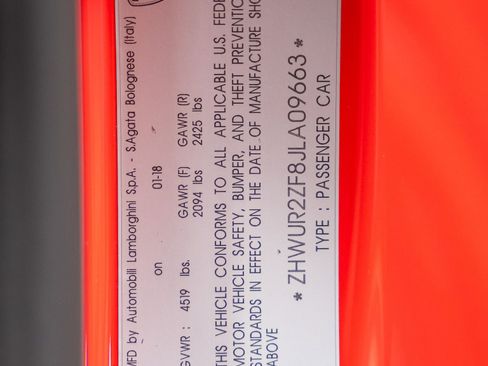 MFD by Automobili Lamborghini S.p.A. - S.Agata Bolognese (Italy)
on 01-18
GVWR : 4519 lbs. GAWR (F) 2094 lbs GAWR (R) 2425 lbs
THIS VEHICLE CONFORMS TO ALL APPLICABLE U.S. FEDE
MOTOR VEHICLE SAFETY, BUMPER, AND THEFT PREVENTIO
STANDARDS IN EFFECT ON THE DATE OF MANUFACTURE SHO
ABOVE
* ZHWUR2ZF8JLA09663 *
TYPE : PASSENGER CAR